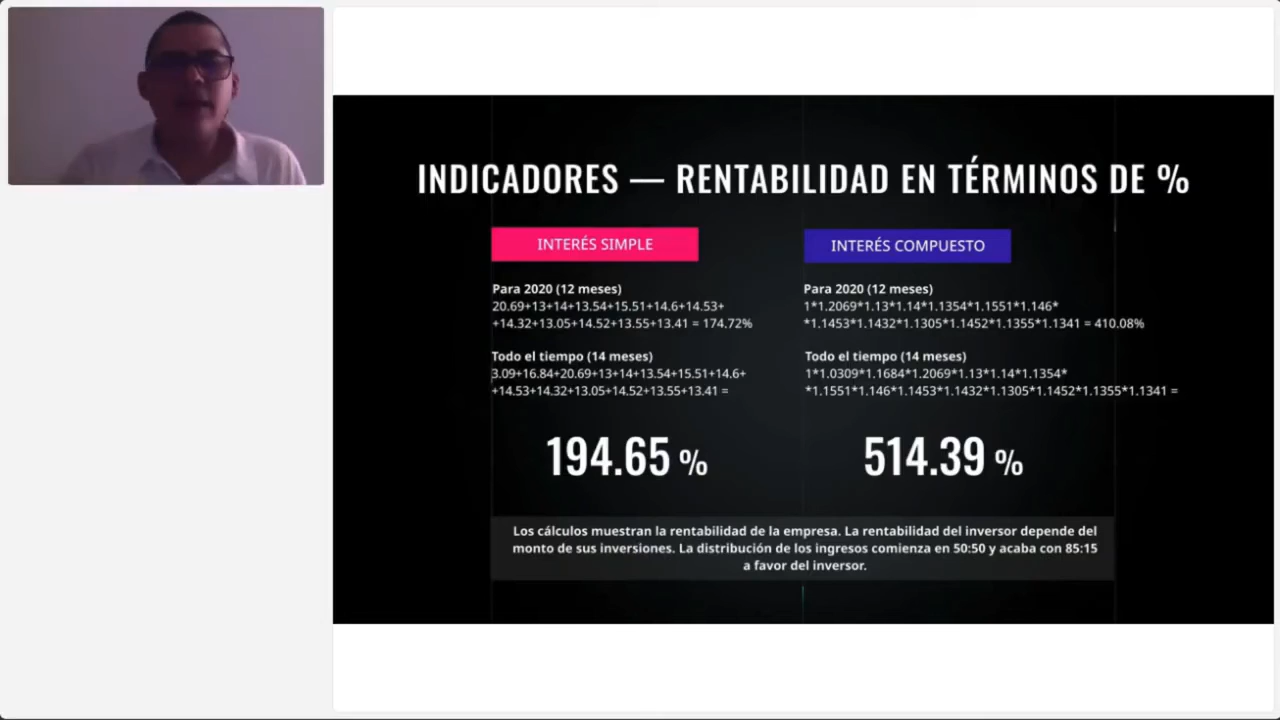 INDICADORES — RENTABILIDAD EN TÉRMINOS DE %
INTERÉS SIMPLE
Para 2020 (12 meses)
20.69+13+14+13.54+15.51+14.6+14.53+
+14.32+13.05+14.52+13.55+13.41 = 174.72%
Todo el tiempo (14 meses)
3.09+16.84+20.69+13+14+13.54+15.51+14.6+
+14.53+14.32+13.05+14.52+13.55+13.41 =
194.65 %
INTERÉS COMPUESTO
Para 2020 (12 meses)
1*1.2069*1.13*1.14*1.1354*1.1551*1.146*
*1.1453*1.1432*1.1305*1.1452*1.1355*1.1341 = 410.08%
Todo el tiempo (14 meses)
1*1.0309*1.1684*1.2069*1.13*1.14*1.1354*
*1.1551*1.146*1.1453*1.1432*1.1305*1.1452*1.1355*1.1341 =
514.39 %
Los cálculos muestran la rentabilidad de la empresa. La rentabilidad del inversor depende del
monto de sus inversiones. La distribución de los ingresos comienza en 50:50 y acaba con 85:15
a favor del inversor.